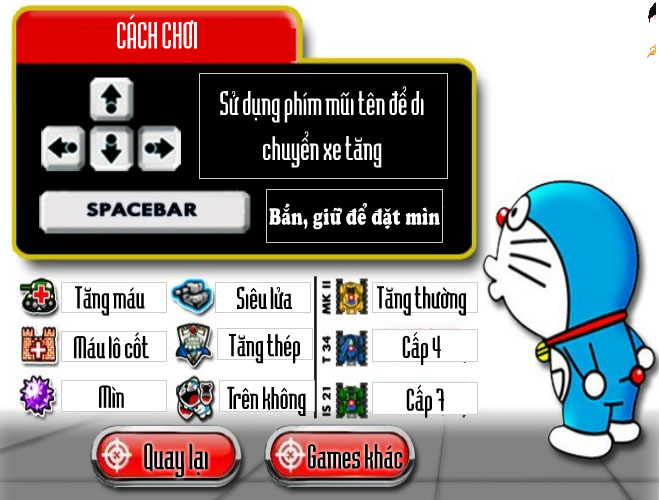 CÁCH CHƠI
Sử dụng phím mũi tên để di
chuyển xe tăng
SPACEBAR
Bắn, giữ để đặt mìn
Tăng máu
Siêu lửa
MK II
Tăng thường
Máu lô cốt
Tăng thép
T 34
Cấp 4
Mìn
Trên không
IS 21
Cấp 7
Quay lại
Games khác